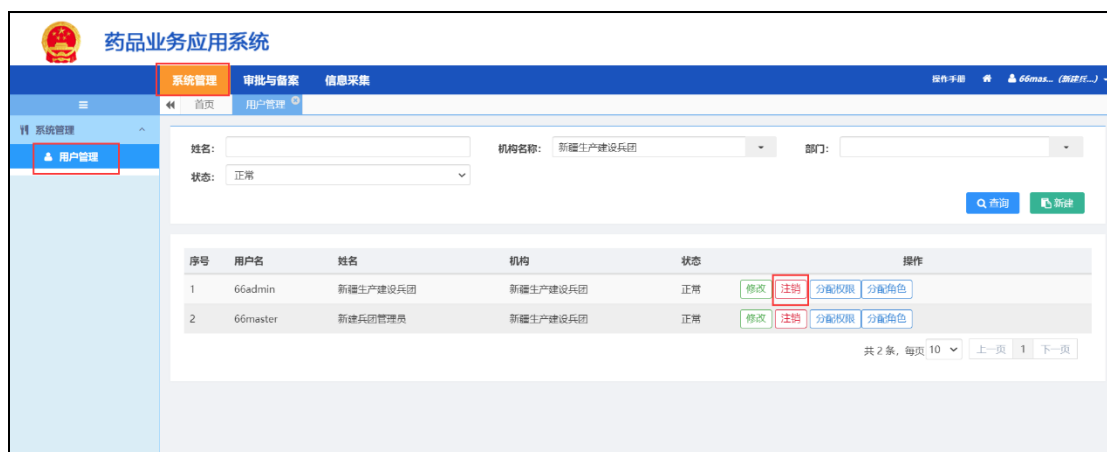 药品业务应用系统
系统管理 审批与备案 信息采集 操作手册 66mas... (新建兵...)
首页 用户管理
系统管理
用户管理
姓名: 机构名称: 新疆生产建设兵团 部门:
状态: 正常
查询 新建
序号 用户名 姓名 机构 状态 操作
1 66admin 新疆生产建设兵团 新疆生产建设兵团 正常 修改 注销 分配权限 分配角色
2 66master 新建兵团管理员 新疆生产建设兵团 正常 修改 注销 分配权限 分配角色
共 2 条, 每页 10 上一页 1 下一页